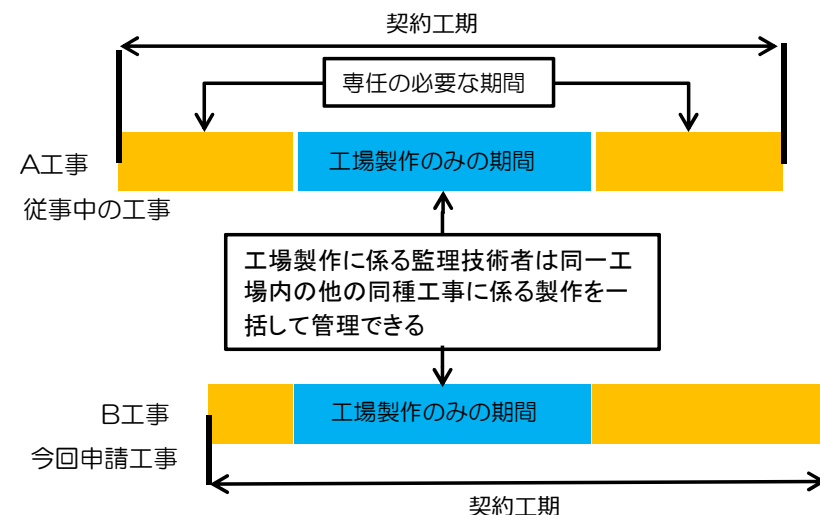 契約工期
専任の必要な期間
A工事
従事中の工事
工場製作のみの期間
工場製作に係る監理技術者は同一工
場内の他の同種工事に係る製作を一
括して管理できる
B工事
今回申請工事
工場製作のみの期間
契約工期